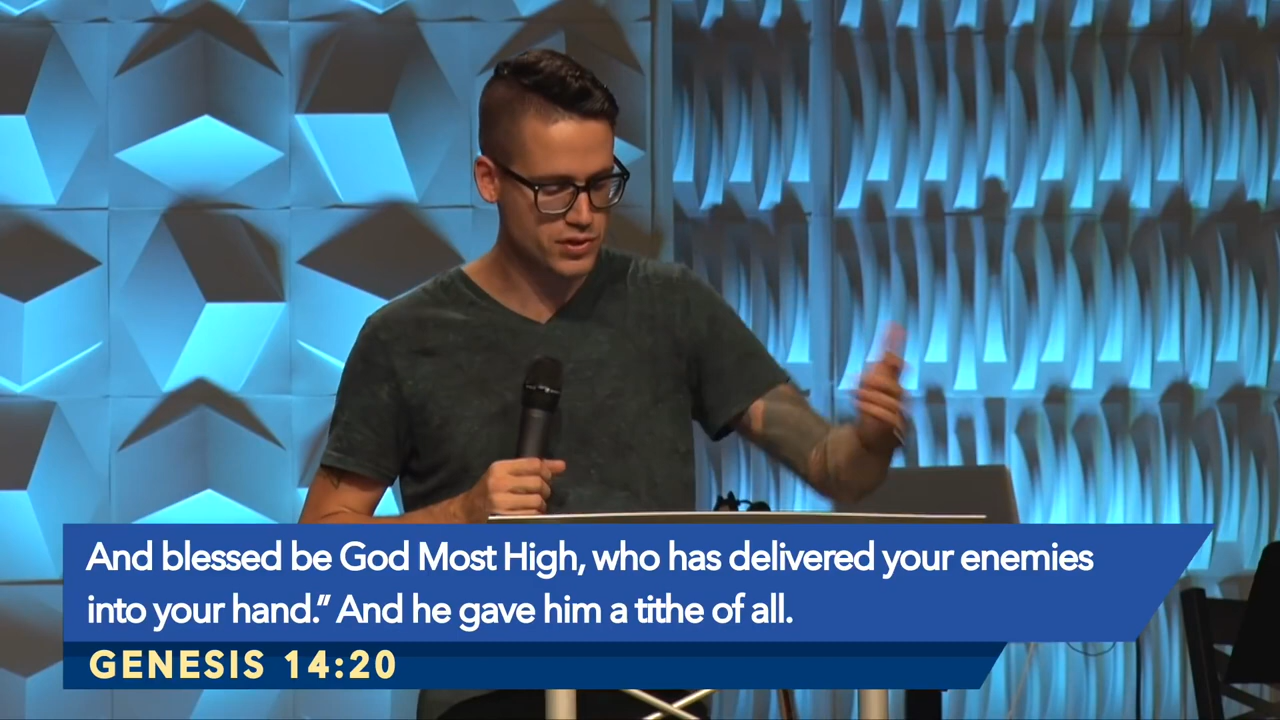 And blessed be God Most High, who has delivered your enemies
into your hand.” And he gave him a tithe of all.
GENESIS 14:20